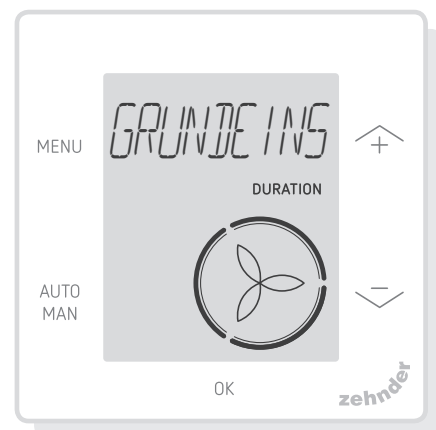 GRUNDEINS
MENU
+
DURATION
AUTO
MAN
−
OK
zehnder